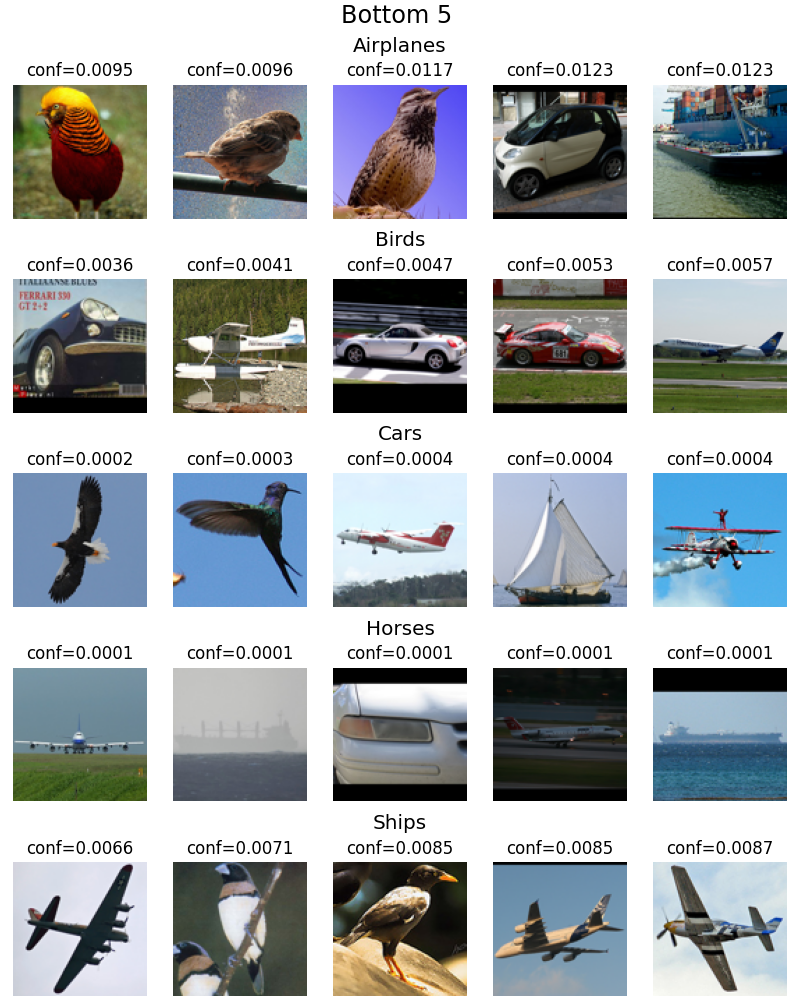 Bottom 5
Airplanes
conf=0.0095 conf=0.0096 conf=0.0117 conf=0.0123 conf=0.0123
Birds
conf=0.0036 conf=0.0041 conf=0.0047 conf=0.0053 conf=0.0057
ITALIAANSE BLUES
FERRARI 330
GT 2+2
681
Cars
conf=0.0002 conf=0.0003 conf=0.0004 conf=0.0004 conf=0.0004
Horses
conf=0.0001 conf=0.0001 conf=0.0001 conf=0.0001 conf=0.0001
Ships
conf=0.0066 conf=0.0071 conf=0.0085 conf=0.0085 conf=0.0087